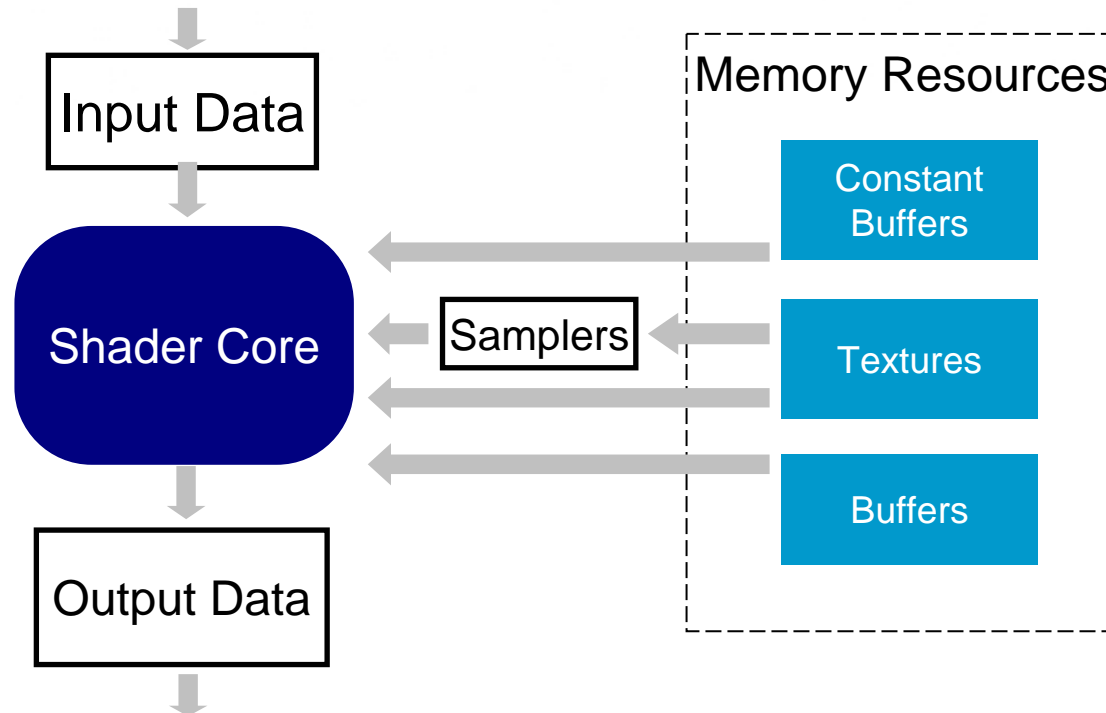 Memory Resources
Input Data
Constant
Buffers
Shader Core
Samplers
Textures
Buffers
Output Data